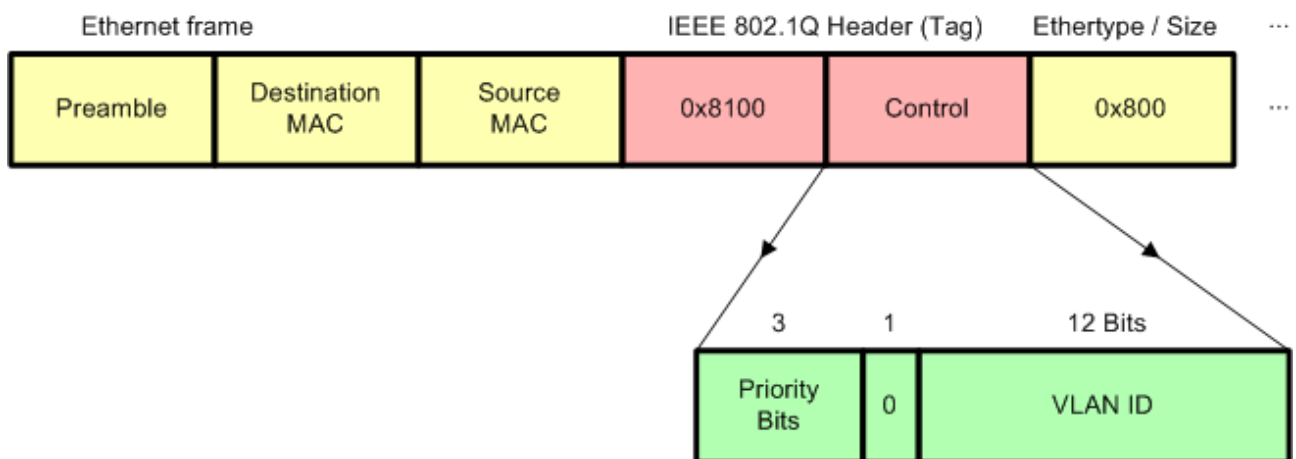 Ethernet frame IEEE 802.1Q Header (Tag) Ethertype / Size ...
Preamble
Destination
MAC
Source
MAC
0x8100
Control
0x800
...
3 1 12 Bits
Priority
Bits
0
VLAN ID